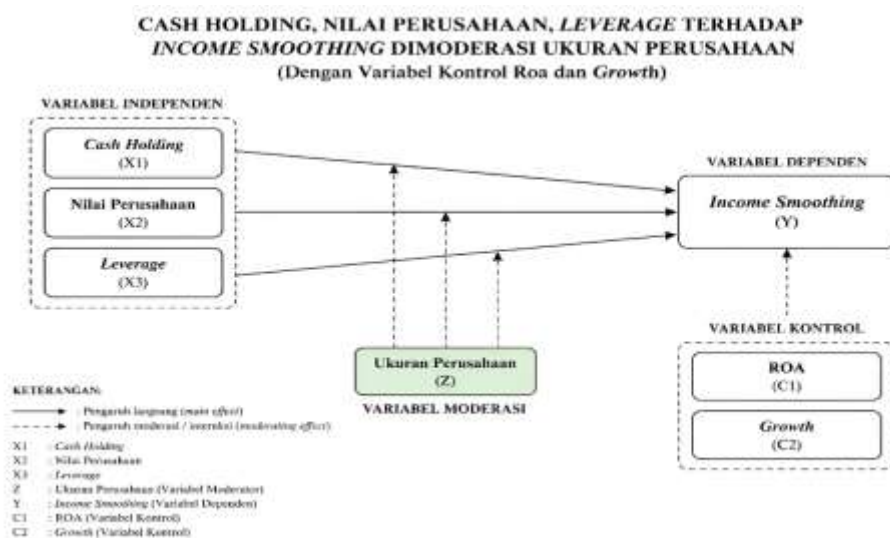 CASH HOLDING, NILAI PERUSAHAAN, LEVERAGE TERHADAP
INCOME SMOOTHING DIMODERASI UKURAN PERUSAHAAN
(Dengan Variabel Kontrol Roa dan Growth)
VARIABEL INDEPENDEN
Cash Holding
(X1)
Nilai Perusahaan
(X2)
Leverage
(X3)
VARIABEL DEPENDEN
Income Smoothing
(Y)
Ukuran Perusahaan
(Z)
VARIABEL MODERASI
VARIABEL KONTROL
ROA
(C1)
Growth
(C2)
KETERANGAN:
: Pengaruh langsung (main effect)
: Pengaruh moderasi / interaksi (moderating effect)
X1 : Cash Holding
X2 : Nilai Perusahaan
X3 : Leverage
Z : Ukuran Perusahaan (Variabel Moderator)
Y : Income Smoothing (Variabel Dependen)
C1 : ROA (Variabel Kontrol)
C2 : Growth (Variabel Kontrol)